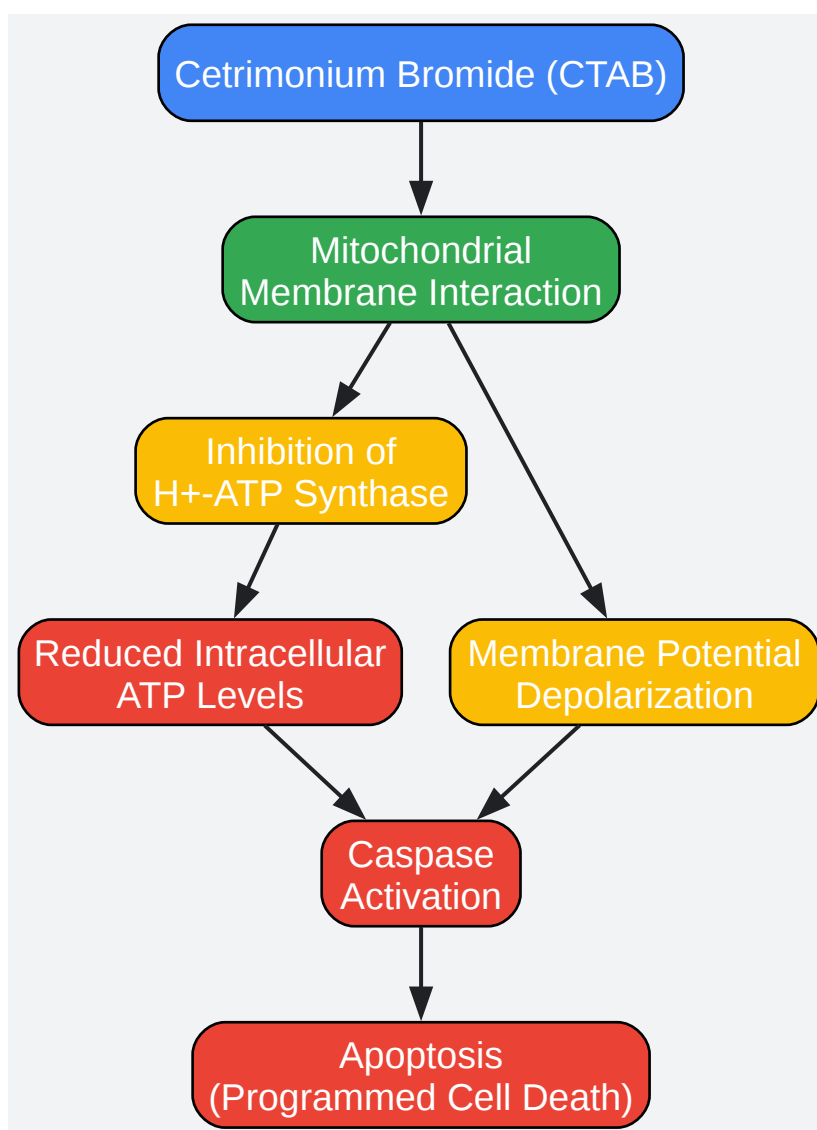 Cetrimonium Bromide (CTAB)
Mitochondrial
Membrane Interaction
Inhibition of
H+-ATP Synthase
Reduced Intracellular
ATP Levels
Membrane Potential
Depolarization
Caspase
Activation
Apoptosis
(Programmed Cell Death)